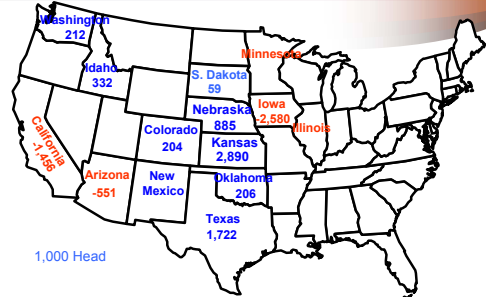 Washington
212
Idaho
332
Minnesota
S. Dakota
59
Nebraska
885
Iowa
-2,580
Illinois
California
-1,456
Colorado
204
Kansas
2,890
Arizona
-551
New
Mexico
Oklahoma
206
Texas
1,722
1,000 Head